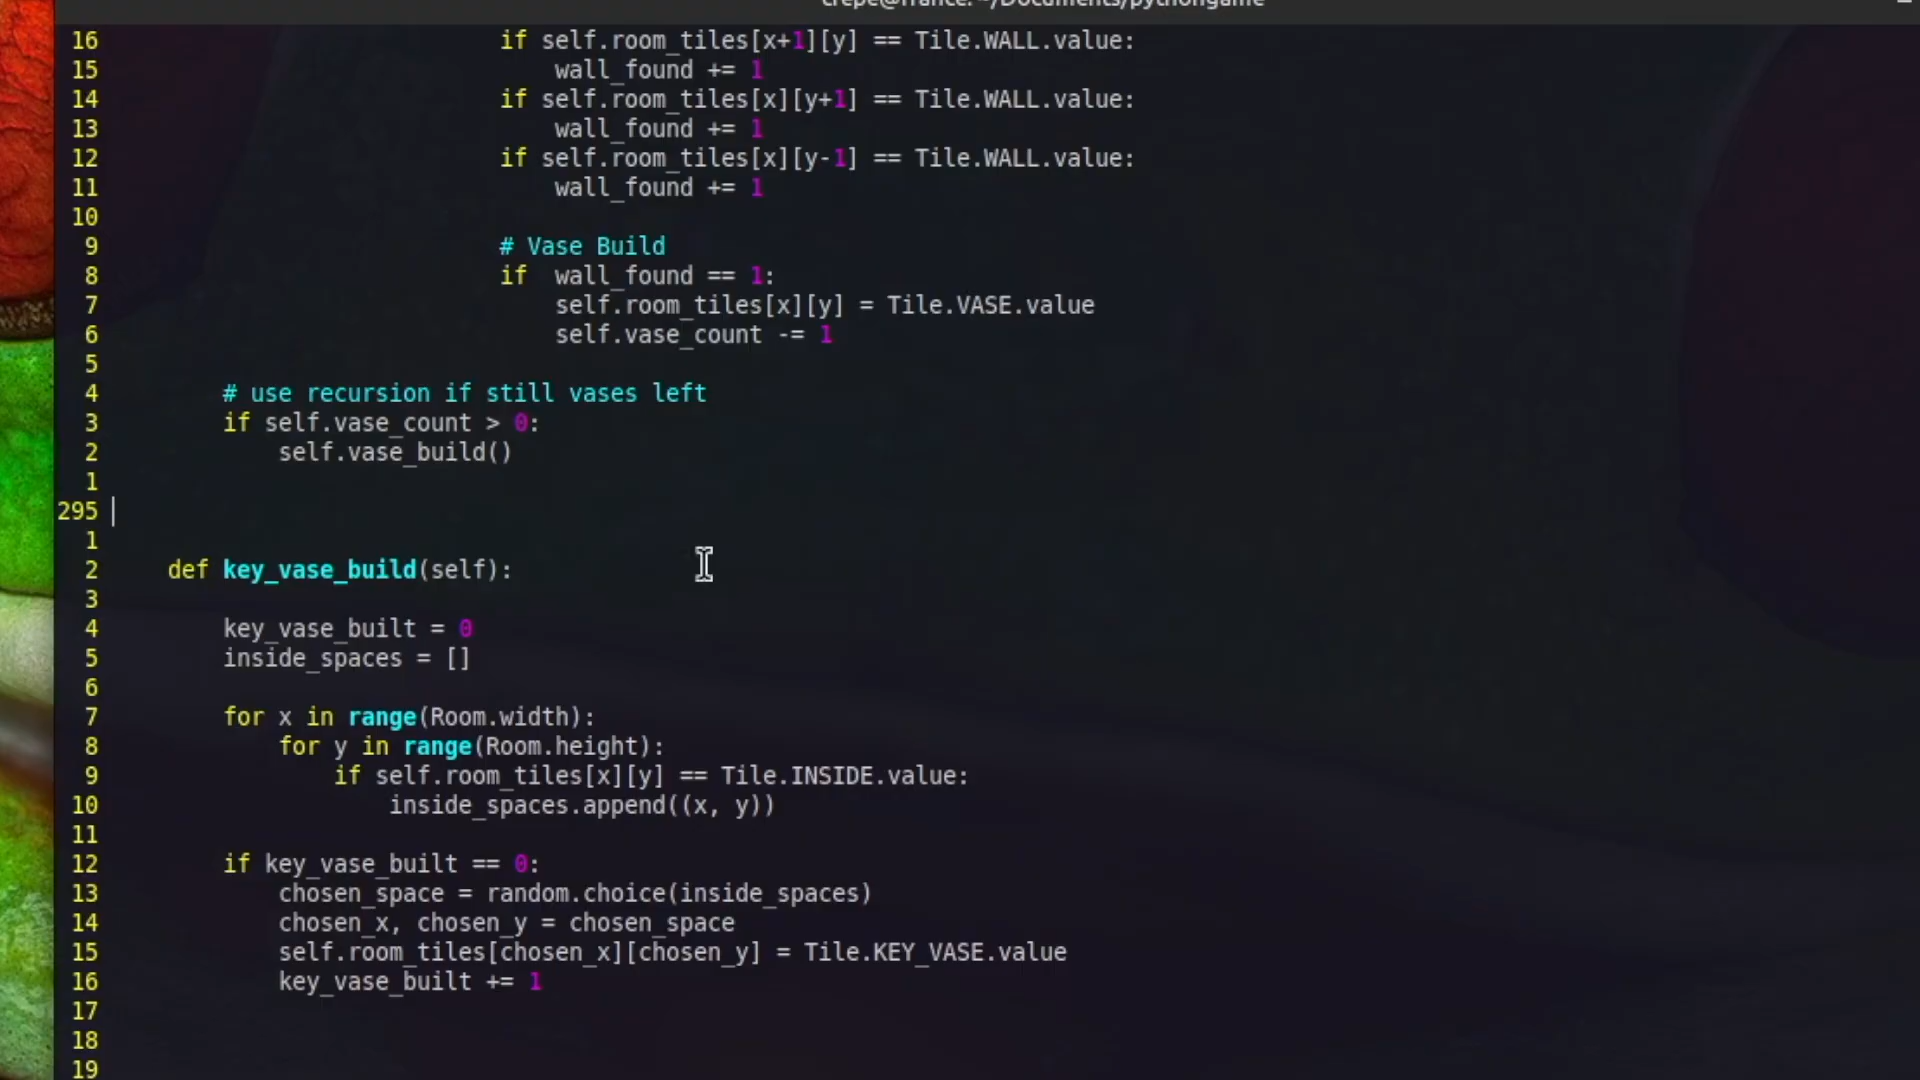 crepe@france: ~/Documents/pythongame
16 if self.room_tiles[x+1][y] == Tile.WALL.value:
15 wall_found += 1
14 if self.room_tiles[x][y+1] == Tile.WALL.value:
13 wall_found += 1
12 if self.room_tiles[x][y-1] == Tile.WALL.value:
11 wall_found += 1
10
9 # Vase Build
8 if  wall_found == 1:
7 self.room_tiles[x][y] = Tile.VASE.value
6 self.vase_count -= 1
5
4 # use recursion if still vases left
3 if self.vase_count > 0:
2 self.vase_build()
1
295
1
2 def key_vase_build(self):
3
4 key_vase_built = 0
5 inside_spaces = []
6
7 for x in range(Room.width):
8 for y in range(Room.height):
9 if self.room_tiles[x][y] == Tile.INSIDE.value:
10 inside_spaces.append((x, y))
11
12 if key_vase_built == 0:
13 chosen_space = random.choice(inside_spaces)
14 chosen_x, chosen_y = chosen_space
15 self.room_tiles[chosen_x][chosen_y] = Tile.KEY_VASE.value
16 key_vase_built += 1
17
18
19